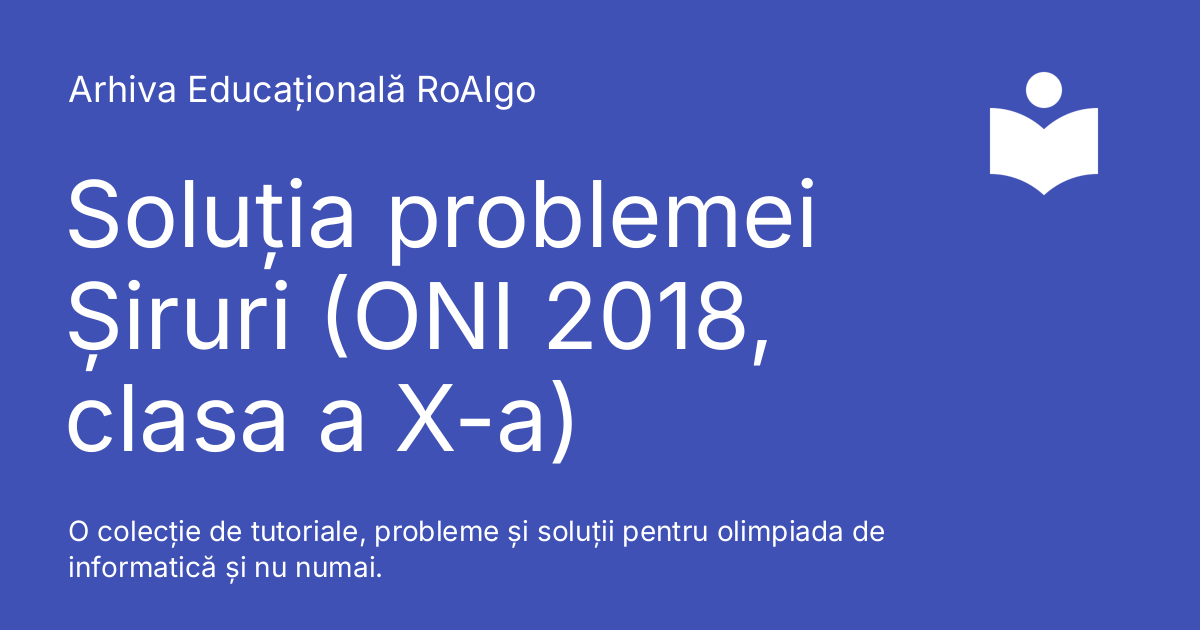 Arhiva Educațională RoAlgo
Soluția problemei
Șiruri (ONI 2018,
clasa a X-a)
O colecție de tutoriale, probleme și soluții pentru olimpiada de
informatică și nu numai.